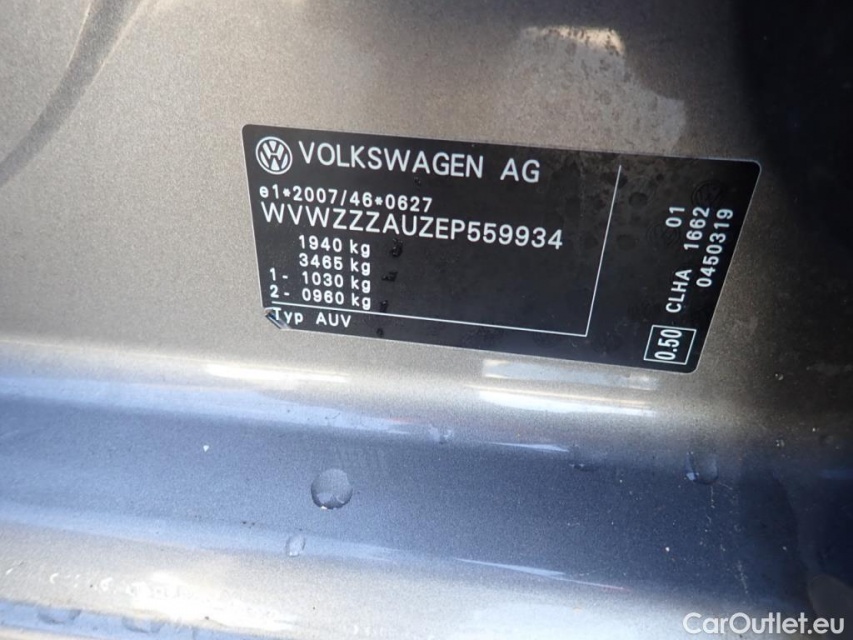 VOLKSWAGEN AG
e1*2007/46*0627
WVWZZZAUZEP559934
1940 kg
3465 kg
1- 1030 kg
2- 0960 kg
Typ AUV
01
CLHA 1662
0450319
0.50
CarOutlet.eu